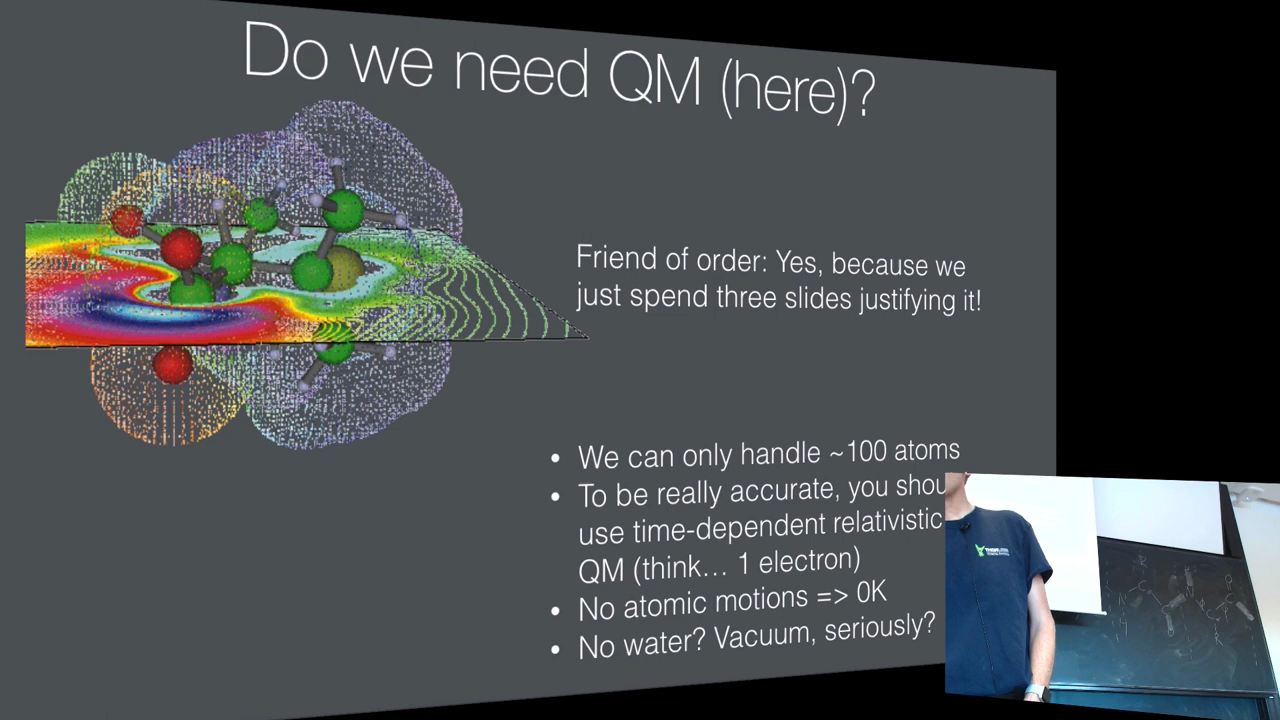 Do we need QM (here)?
Friend of order: Yes, because we
just spend three slides justifying it!
• We can only handle ~100 atoms
• To be really accurate, you shou
use time-dependent relativistic
QM (think... 1 electron)
• No atomic motions => 0K
• No water? Vacuum, seriously?